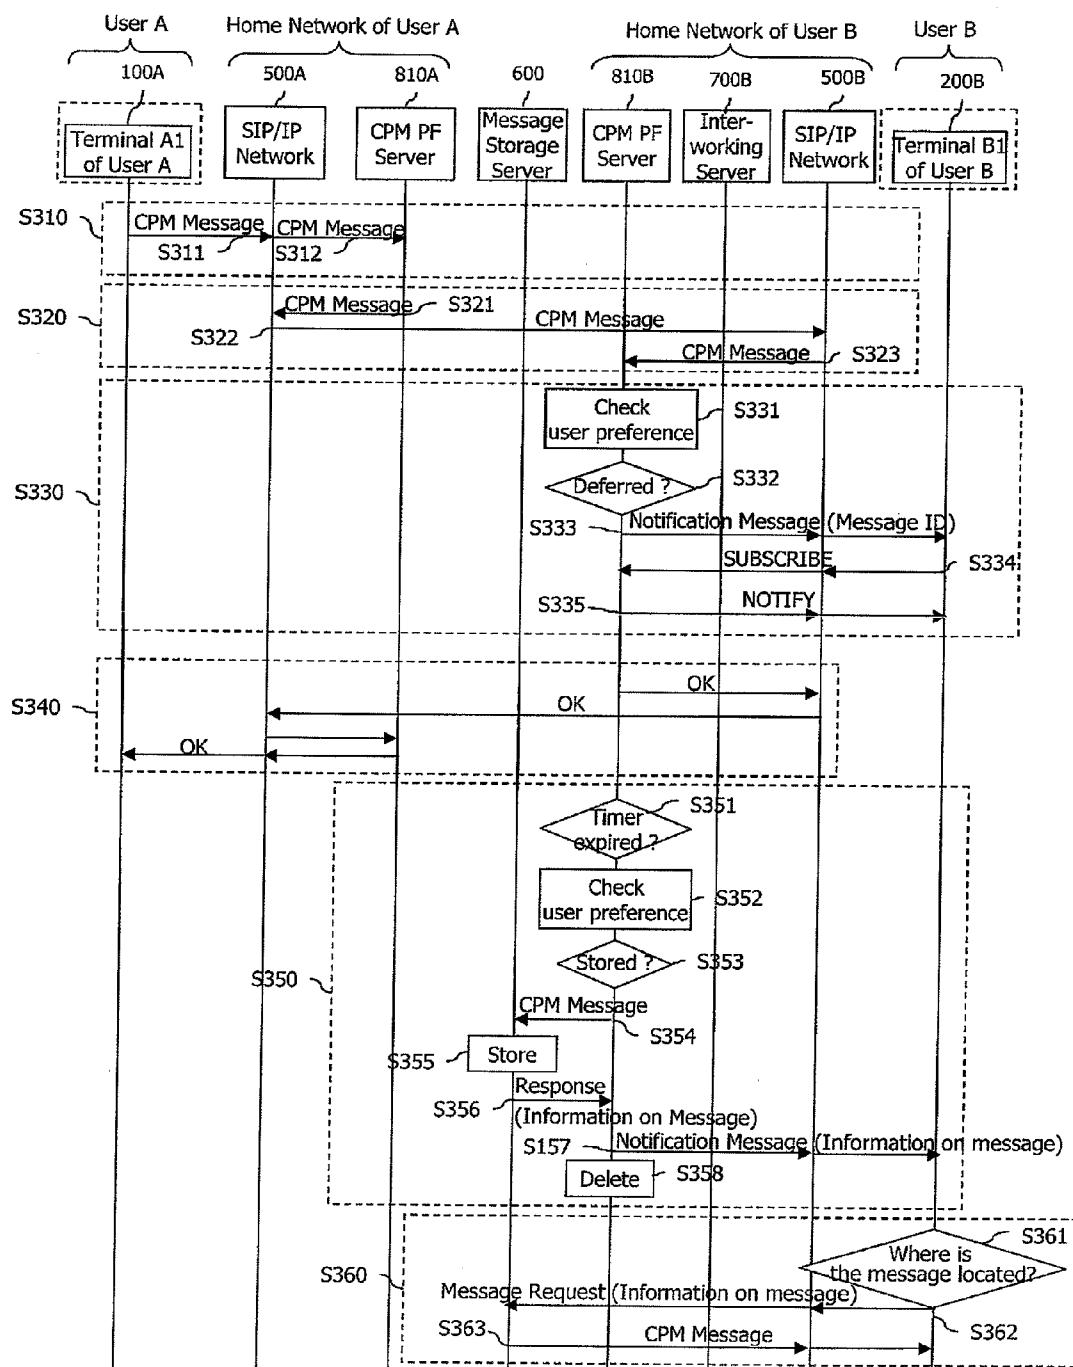 User A
Home Network of User A
Home Network of User B
User B
100A
500A
810A
600
810B
700B
500B
200B
Terminal A1
of User A
SIP/IP
Network
CPM PF
Server
Message
Storage
Server
CPM PF
Server
Inter-
working
Server
SIP/IP
Network
Terminal B1
of User B
S310
CPM Message
CPM Message
S311
S312
S320
CPM Message
S321
S322
CPM Message
CPM Message
S323
S330
Check
user preference
S331
Deferred ?
S332
S333
Notification Message (Message ID)
SUBSCRIBE
S334
S335
NOTIFY
S340
OK
OK
OK
S350
Timer
expired ?
S351
Check
user preference
S352
Stored ?
S353
CPM Message
S354
S355
Store
S356
Response
(Information on Message)
S157
Notification Message (Information on message)
Delete
S358
S360
Where is
the message located?
S361
Message Request (Information on message)
S362
S363
CPM Message